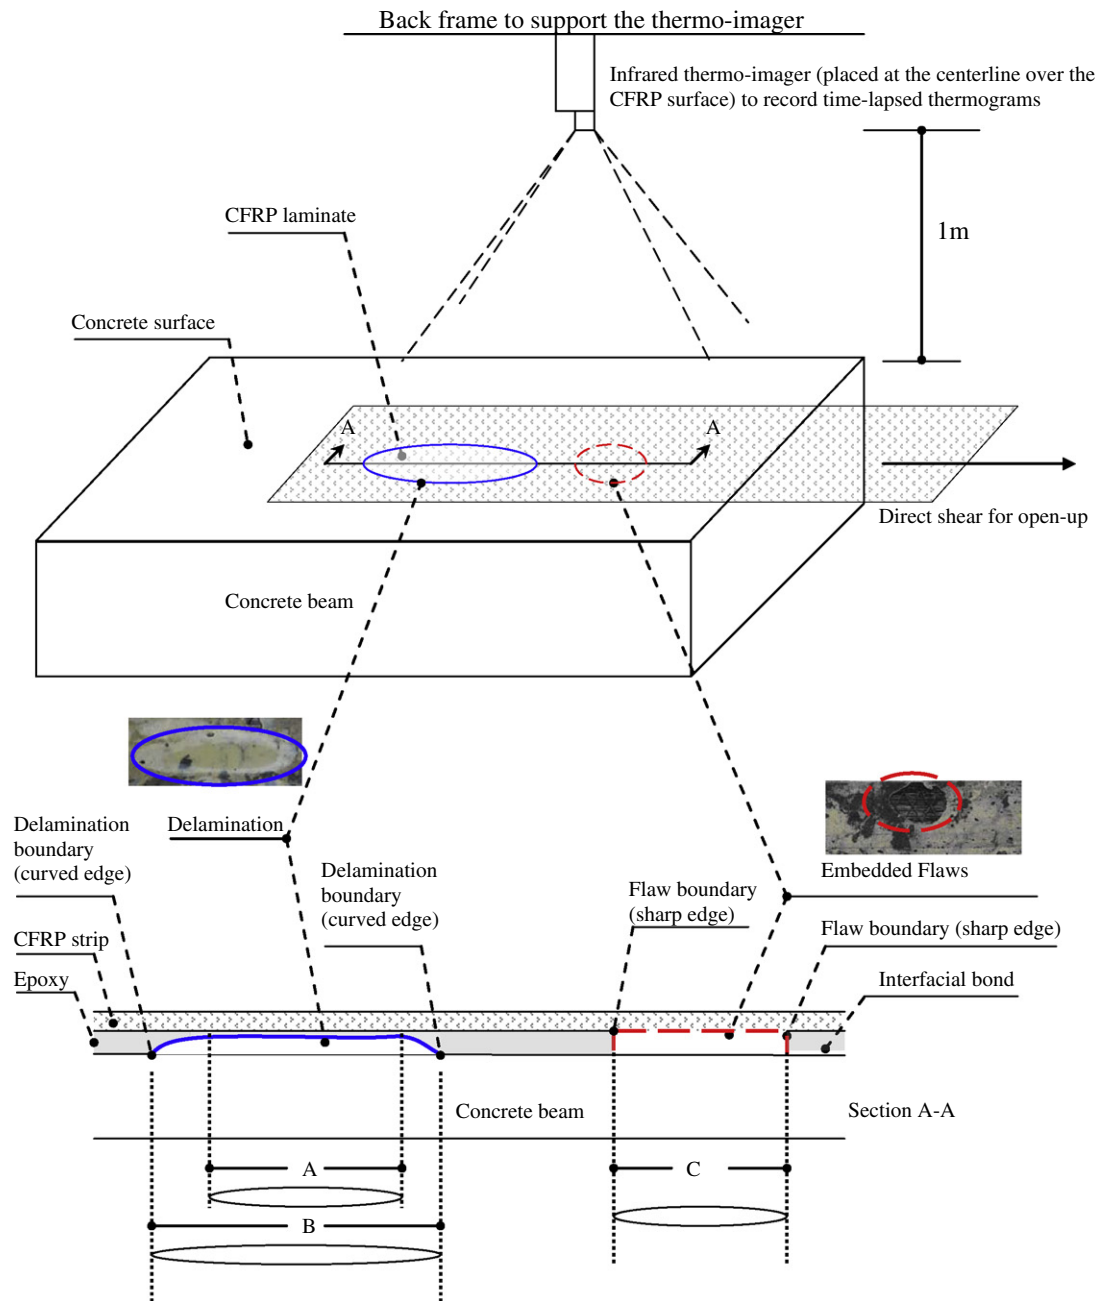 Back frame to support the thermo-imager
Infrared thermo-imager (placed at the centerline over the
CFRP surface) to record time-lapsed thermograms
CFRP laminate
1m
Concrete surface
A
A
Direct shear for open-up
Concrete beam
Delamination
boundary
(curved edge)
Delamination
Delamination
boundary
(curved edge)
Embedded Flaws
Flaw boundary
(sharp edge)
Flaw boundary (sharp edge)
CFRP strip
Epoxy
Interfacial bond
Concrete beam
Section A-A
A
C
B